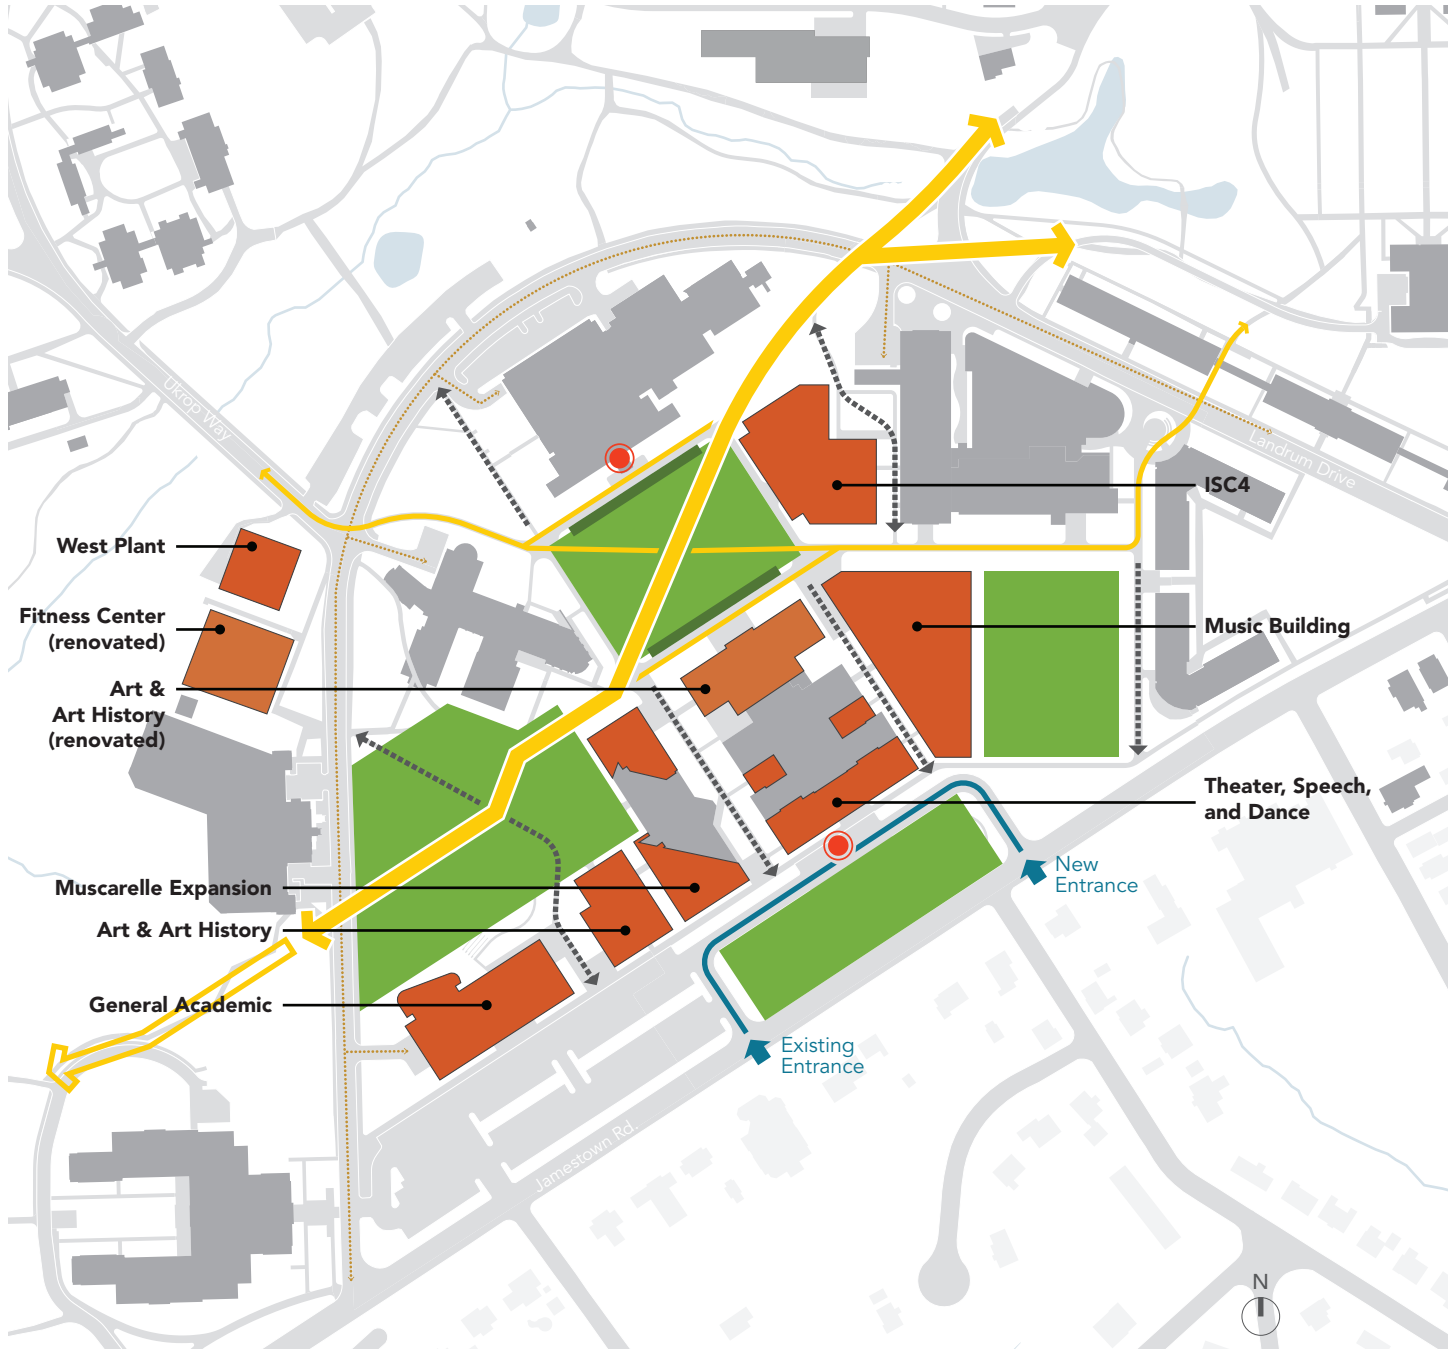 Ukrop Way
Landrum Drive
ISC4
West Plant
Fitness Center
(renovated)
Music Building
Art &
Art History
(renovated)
Theater, Speech,
and Dance
New
Entrance
Muscarelle Expansion
Art & Art History
General Academic
Existing
Entrance
Jamestown Rd.
N